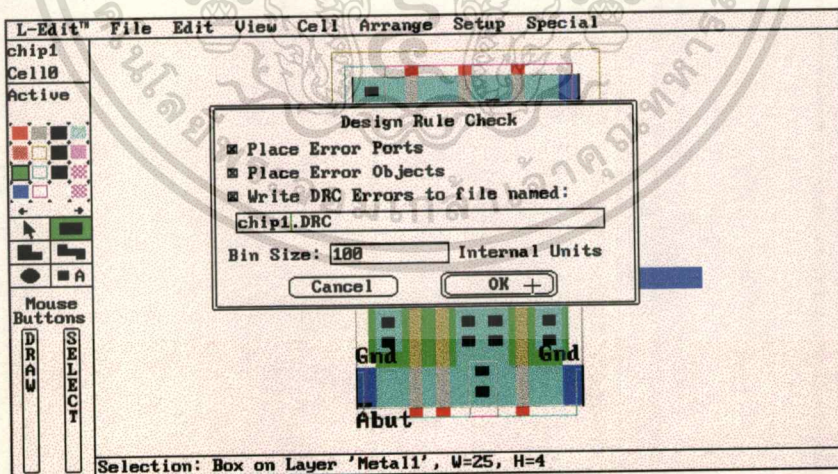 L-Edit™ File Edit View Cell Arrange Setup Special
chip1
Cell0
Active
Design Rule Check
Place Error Ports
Place Error Objects
Write DRC Errors to file named:
chip1.DRC
Bin Size: 100 Internal Units
Cancel OK
A
Mouse
Buttons
DRAW
SELECT
Gnd Gnd
Abut
Selection: Box on Layer 'Metal1', W=25, H=4